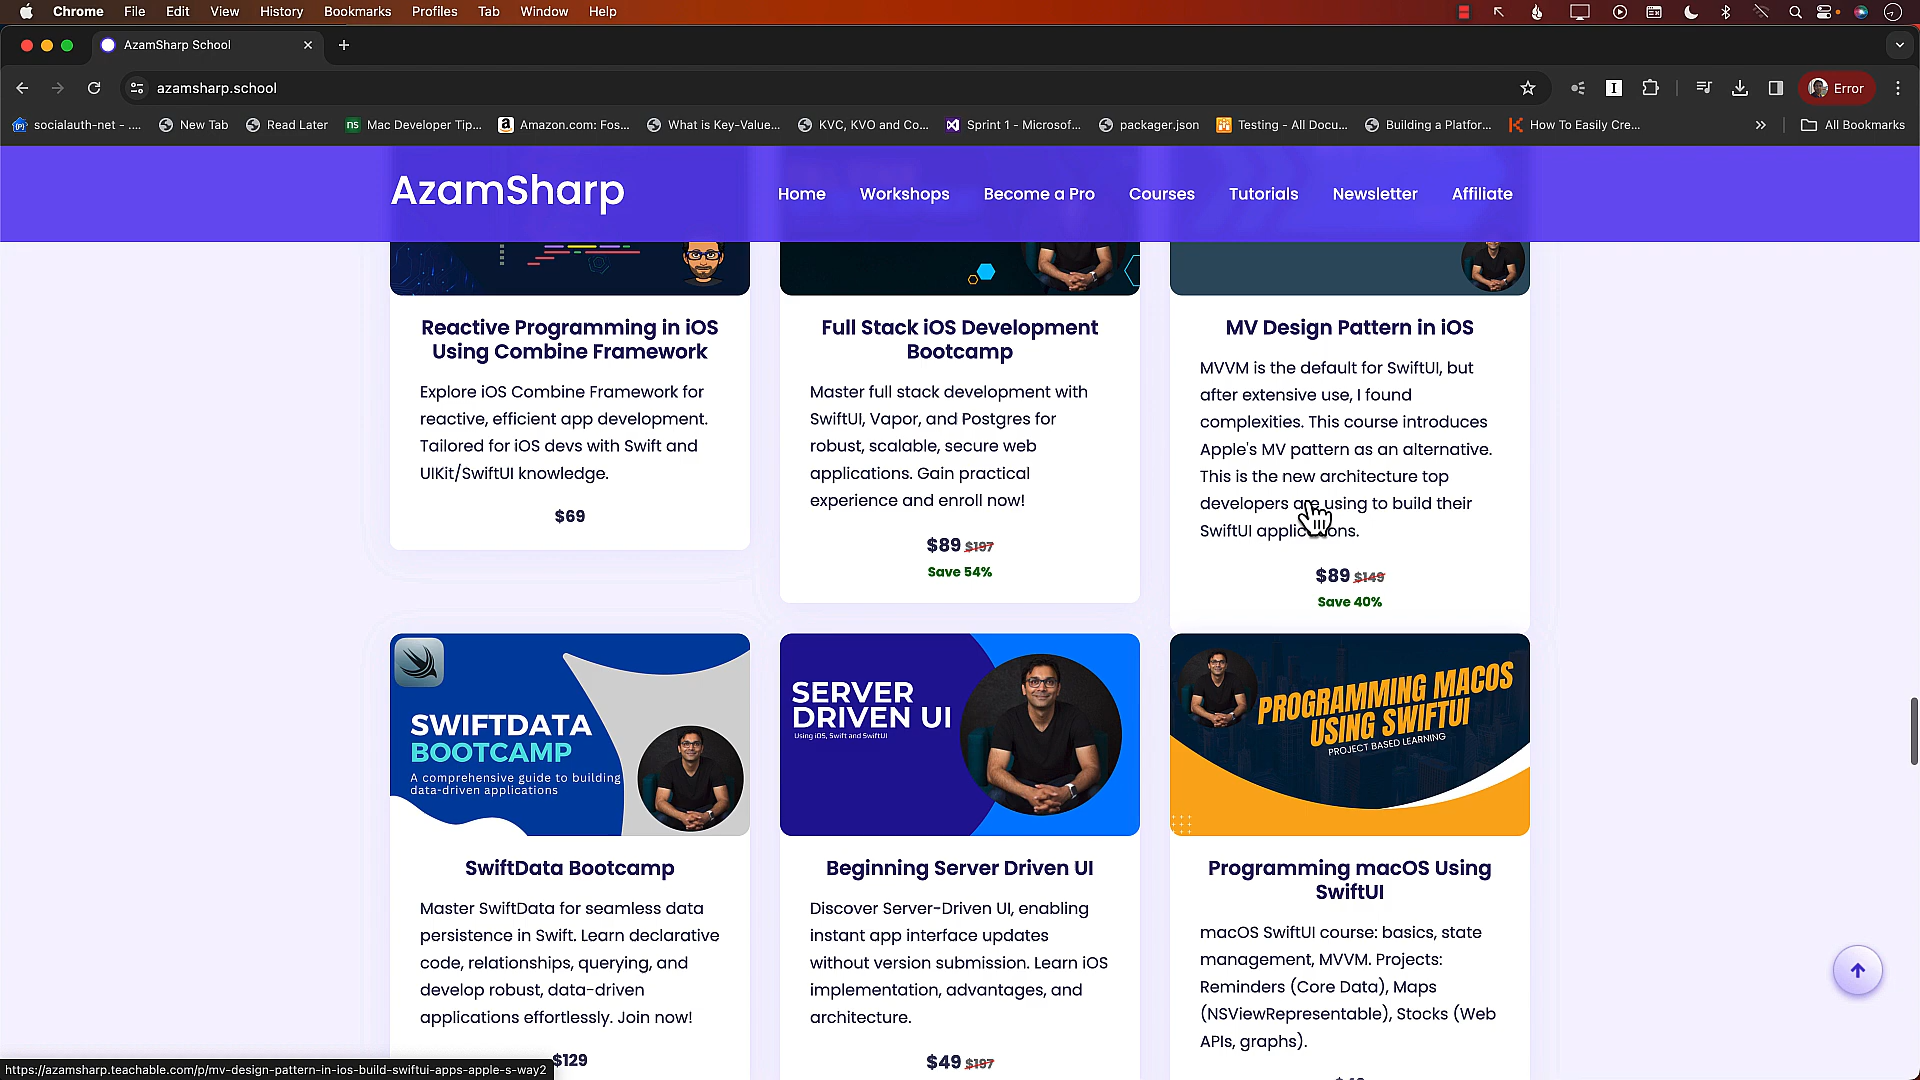 Chrome File Edit View History Bookmarks Profiles Tab Window Help
AzamSharp School
azamsharp.school
Error
socialauth-net - ....
New Tab
Read Later
ns
Mac Developer Tip...
Amazon.com: Fos...
What is Key-Value...
KVC, KVO and Co...
Sprint 1 - Microsof...
packager.json
Testing - All Docu...
Building a Platfor...
How To Easily Cre...
All Bookmarks
AzamSharp
Home
Workshops
Become a Pro
Courses
Tutorials
Newsletter
Affiliate
Reactive Programming in iOS
Using Combine Framework
Explore iOS Combine Framework for
reactive, efficient app development.
Tailored for iOS devs with Swift and
UIKit/SwiftUI knowledge.
$69
Full Stack iOS Development
Bootcamp
Master full stack development with
SwiftUI, Vapor, and Postgres for
robust, scalable, secure web
applications. Gain practical
experience and enroll now!
$89 $197
Save 54%
MV Design Pattern in iOS
MVVM is the default for SwiftUI, but
after extensive use, I found
complexities. This course introduces
Apple's MV pattern as an alternative.
This is the new architecture top
developers are using to build their
SwiftUI applications.
$89 $149
Save 40%
SWIFTDATA
BOOTCAMP
A comprehensive guide to building
data-driven applications
SwiftData Bootcamp
Master SwiftData for seamless data
persistence in Swift. Learn declarative
code, relationships, querying, and
develop robust, data-driven
applications effortlessly. Join now!
$129
SERVER
DRIVEN UI
Using iOS, Swift and SwiftUI
Beginning Server Driven UI
Discover Server-Driven UI, enabling
instant app interface updates
without version submission. Learn iOS
implementation, advantages, and
architecture.
$49 $197
PROGRAMMING MACOS
USING SWIFTUI
PROJECT BASED LEARNING
Programming macOS Using
SwiftUI
macOS SwiftUI course: basics, state
management, MVVM. Projects:
Reminders (Core Data), Maps
(NSViewRepresentable), Stocks (Web
APIs, graphs).
https://azamsharp.teachable.com/p/mv-design-pattern-in-ios-build-swiftui-apps-apple-s-way2